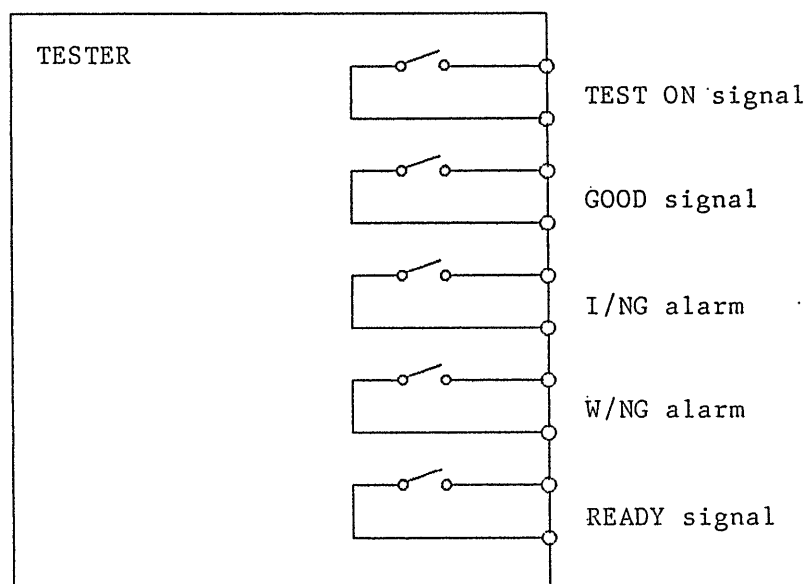 TESTER
TEST ON signal
GOOD signal
I/NG alarm
W/NG alarm
READY signal